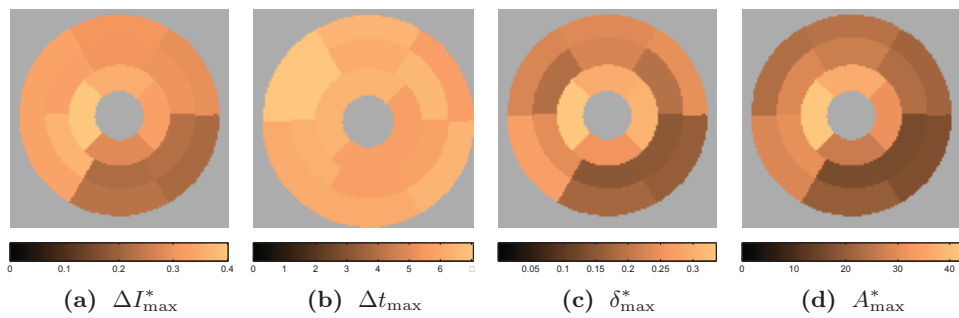 0 0.1 0.2 0.3 0.4
0 1 2 3 4 5 6
0.05 0.1 0.15 0.2 0.25 0.3
0 10 20 30 40
(a) ΔI*max
(b) Δtmax
(c) δ*max
(d) A*max